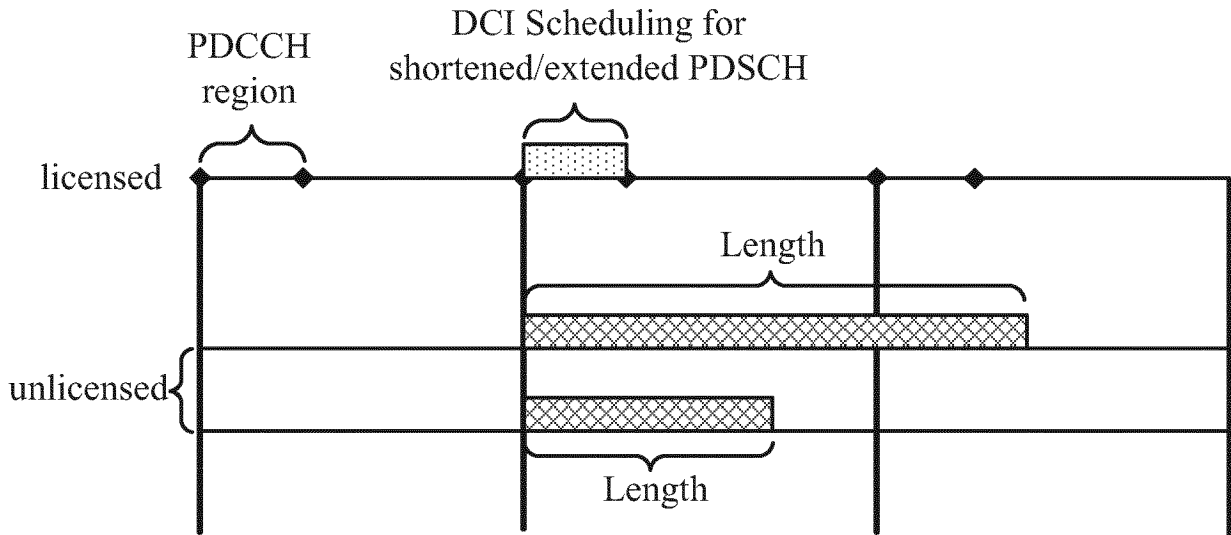 DCI Scheduling for
shortened/extended PDSCH
PDCCH
region
licensed
Length
unlicensed
Length